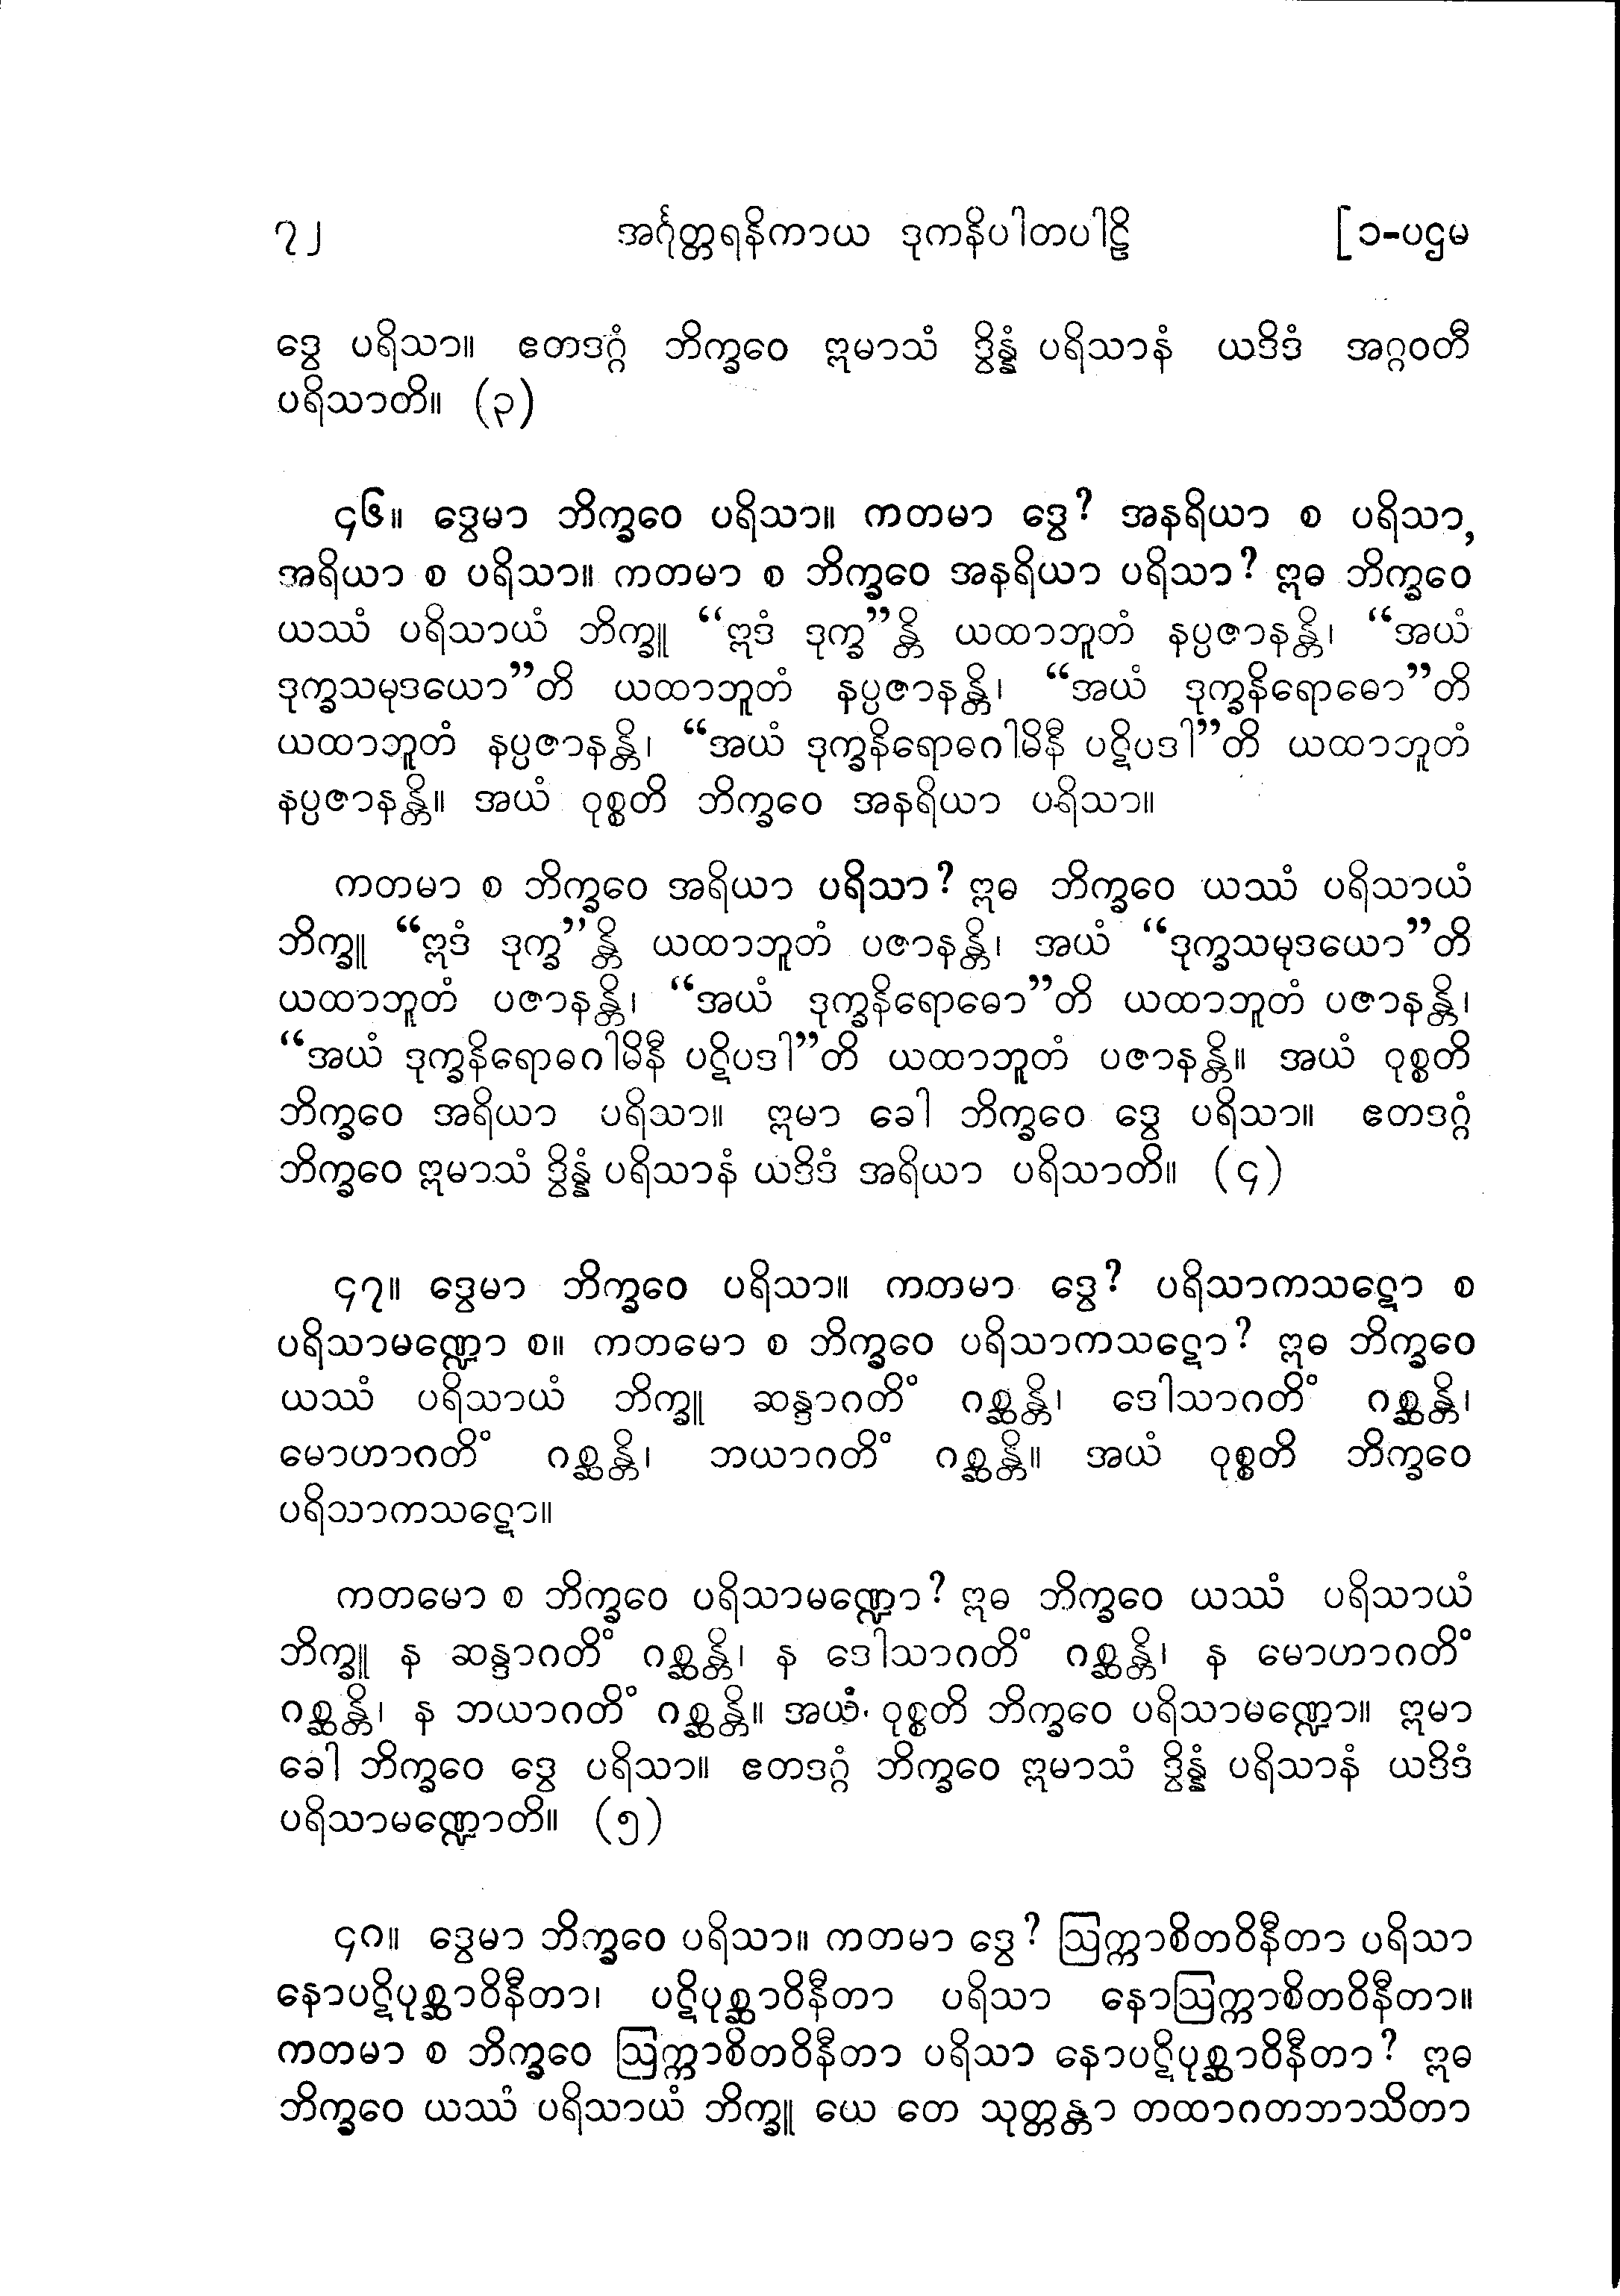 ၇၂ အင်္ဂုတ္တရနိကာယ ဒုကနိပါတပါဠိ [၁-ပဌမ
ဒွေ ပရိသာ။ ဧတဒဂ္ဂံ ဘိက္ခဝေ ဣမာသံ ဒွိန္နံ ပရိသာနံ ယဒိဒံ အဂ္ဂဝတီ
ပရိသာတိ။ (၃)
၄၆။ ဒွေမာ ဘိက္ခဝေ ပရိသာ။ ကတမာ ဒွေ? အနရိယာ စ ပရိသာ,
အရိယာ စ ပရိသာ။ ကတမာ စ ဘိက္ခဝေ အနရိယာ ပရိသာ? ဣဓ ဘိက္ခဝေ
ယဿံ ပရိသာယံ ဘိက္ခူ “ဣဒံ ဒုက္ခ”န္တိ ယထာဘူတံ နပ္ပဇာနန္တိ၊ “အယံ
ဒုက္ခသမုဒယော”တိ ယထာဘူတံ နပ္ပဇာနန္တိ၊ “အယံ ဒုက္ခနိရောဓော”တိ
ယထာဘူတံ နပ္ပဇာနန္တိ၊ “အယံ ဒုက္ခနိရောဓဂါမိနီ ပဋိပဒါ”တိ ယထာဘူတံ
နပ္ပဇာနန္တိ။ အယံ ဝုစ္စတိ ဘိက္ခဝေ အနရိယာ ပရိသာ။
ကတမာ စ ဘိက္ခဝေ အရိယာ ပရိသာ? ဣဓ ဘိက္ခဝေ ယဿံ ပရိသာယံ
ဘိက္ခူ “ဣဒံ ဒုက္ခ”န္တိ ယထာဘူတံ ပဇာနန္တိ၊ အယံ “ဒုက္ခသမုဒယော”တိ
ယထာဘူတံ ပဇာနန္တိ၊ “အယံ ဒုက္ခနိရောဓော”တိ ယထာဘူတံ ပဇာနန္တိ၊
“အယံ ဒုက္ခနိရောဓဂါမိနီ ပဋိပဒါ”တိ ယထာဘူတံ ပဇာနန္တိ။ အယံ ဝုစ္စတိ
ဘိက္ခဝေ အရိယာ ပရိသာ။ ဣမာ ခေါ ဘိက္ခဝေ ဒွေ ပရိသာ။ ဧတဒဂ္ဂံ
ဘိက္ခဝေ ဣမာသံ ဒွိန္နံ ပရိသာနံ ယဒိဒံ အရိယာ ပရိသာတိ။ (၄)
၄၇။ ဒွေမာ ဘိက္ခဝေ ပရိသာ။ ကတမာ ဒွေ? ပရိသာကသဋော စ
ပရိသာမဏ္ဍော စ။ ကတမော စ ဘိက္ခဝေ ပရိသာကသဋော? ဣဓ ဘိက္ခဝေ
ယဿံ ပရိသာယံ ဘိက္ခူ ဆန္ဒာဂတိံ ဂစ္ဆန္တိ၊ ဒေါသာဂတိံ ဂစ္ဆန္တိ၊
မောဟာဂတိံ ဂစ္ဆန္တိ၊ ဘယာဂတိံ ဂစ္ဆန္တိ။ အယံ ဝုစ္စတိ ဘိက္ခဝေ
ပရိသာကသဋော။
ကတမော စ ဘိက္ခဝေ ပရိသာမဏ္ဍော? ဣဓ ဘိက္ခဝေ ယဿံ ပရိသာယံ
ဘိက္ခူ န ဆန္ဒာဂတိံ ဂစ္ဆန္တိ၊ န ဒေါသာဂတိံ ဂစ္ဆန္တိ၊ န မောဟာဂတိံ
ဂစ္ဆန္တိ၊ န ဘယာဂတိံ ဂစ္ဆန္တိ။ အယံ ဝုစ္စတိ ဘိက္ခဝေ ပရိသာမဏ္ဍော။ ဣမာ
ခေါ ဘိက္ခဝေ ဒွေ ပရိသာ။ ဧတဒဂ္ဂံ ဘိက္ခဝေ ဣမာသံ ဒွိန္နံ ပရိသာနံ ယဒိဒံ
ပရိသာမဏ္ဍောတိ။ (၅)
၄၈။ ဒွေမာ ဘိက္ခဝေ ပရိသာ။ ကတမာ ဒွေ? ဩက္ကာစိတဝိနီတာ ပရိသာ
နောပဋိပုစ္ဆာဝိနီတာ၊ ပဋိပုစ္ဆာဝိနီတာ ပရိသာ နောဩက္ကာစိတဝိနီတာ။
ကတမာ စ ဘိက္ခဝေ ဩက္ကာစိတဝိနီတာ ပရိသာ နောပဋိပုစ္ဆာဝိနီတာ? ဣဓ
ဘိက္ခဝေ ယဿံ ပရိသာယံ ဘိက္ခူ ယေ တေ သုတ္တန္တာ တထာဂတဘာသိတာ